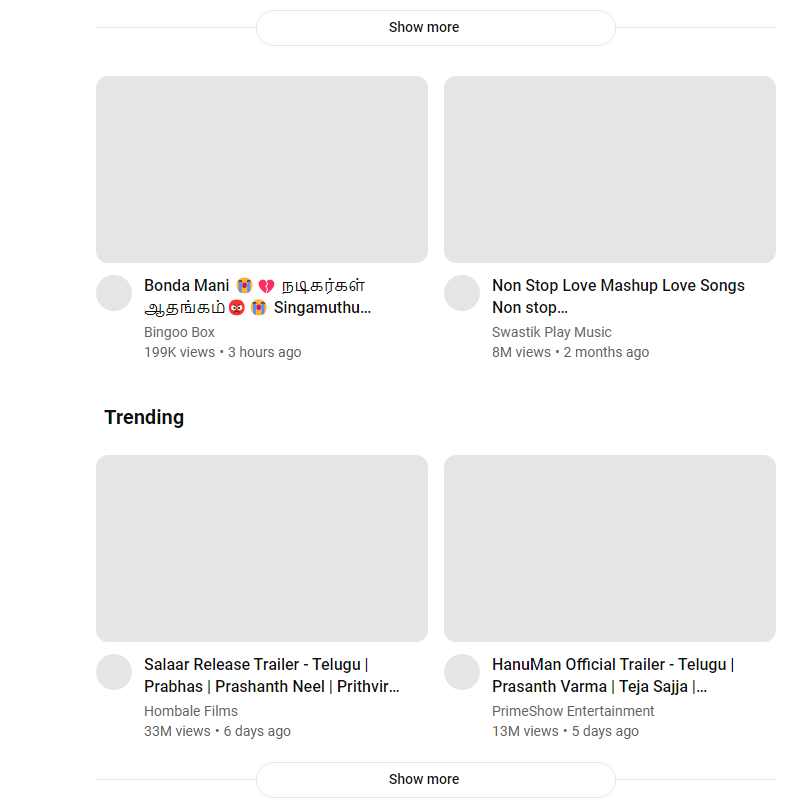 Show more
Bonda Mani 😭💔 நடிகர்கள்
ஆதங்கம்👺😭 Singamuthu...
Bingoo Box
199K views • 3 hours ago
Non Stop Love Mashup Love Songs
Non stop...
Swastik Play Music
8M views • 2 months ago
Trending
Salaar Release Trailer - Telugu |
Prabhas | Prashanth Neel | Prithvir...
Hombale Films
33M views • 6 days ago
HanuMan Official Trailer - Telugu |
Prasanth Varma | Teja Sajja |...
PrimeShow Entertainment
13M views • 5 days ago
Show more